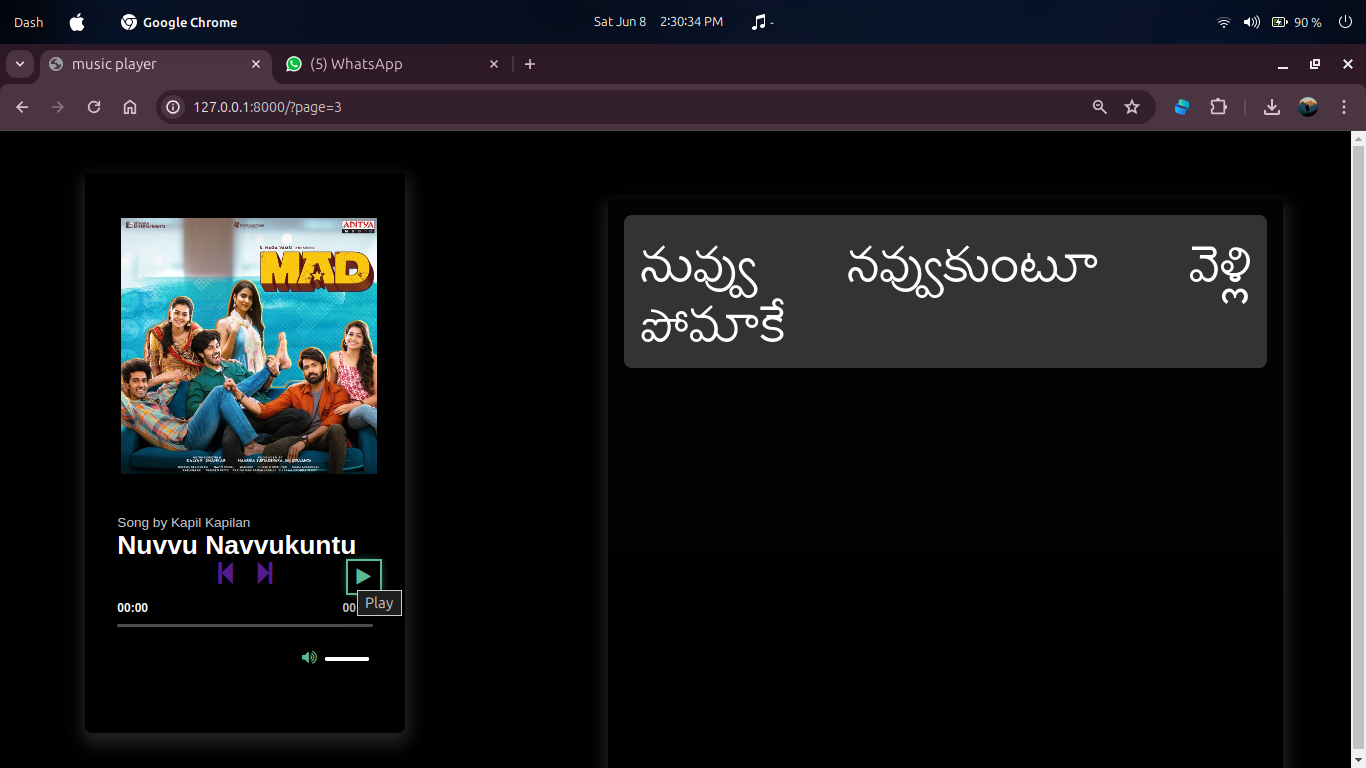 Dash
Google Chrome
Sat Jun 8 2:30:34 PM
-
90 %
music player
(5) WhatsApp
127.0.0.1:8000/?page=3
ADITYA
MAD
నువ్వు నవ్వుకుంటూ వెళ్లి
పోమాకే
Song by Kapil Kapilan
Nuvvu Navvukuntu
00:00
00
Play